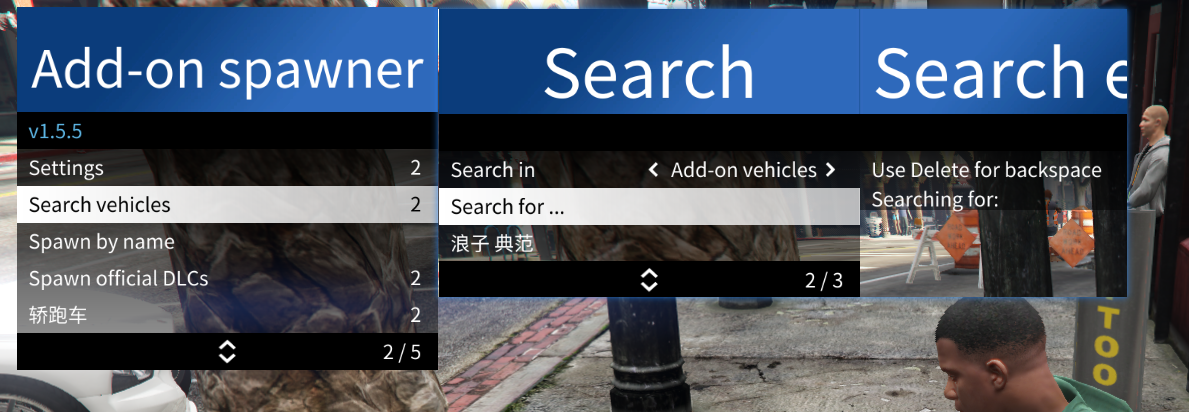 Add-on spawner
v1.5.5
Settings 2
Search vehicles 2
Spawn by name
Spawn official DLCs 2
轿跑车 2
2 / 5
Search
Search in Add-on vehicles
Search for ...
浪子 典范
2 / 3
Search
Use Delete for backspace
Searching for:
TOO